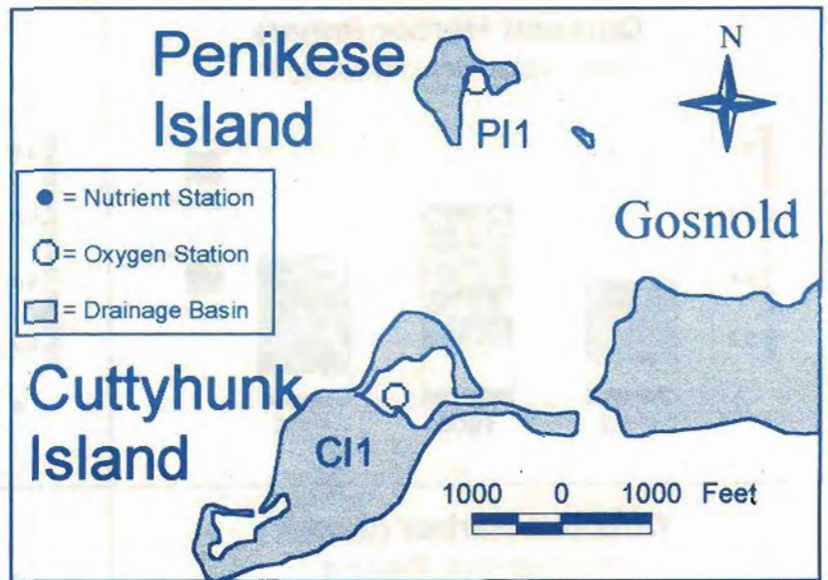 Penikese
Island
N
PI1
= Nutrient Station
= Oxygen Station
= Drainage Basin
Gosnold
Cuttyhunk
Island
CI1
1000 0 1000 Feet